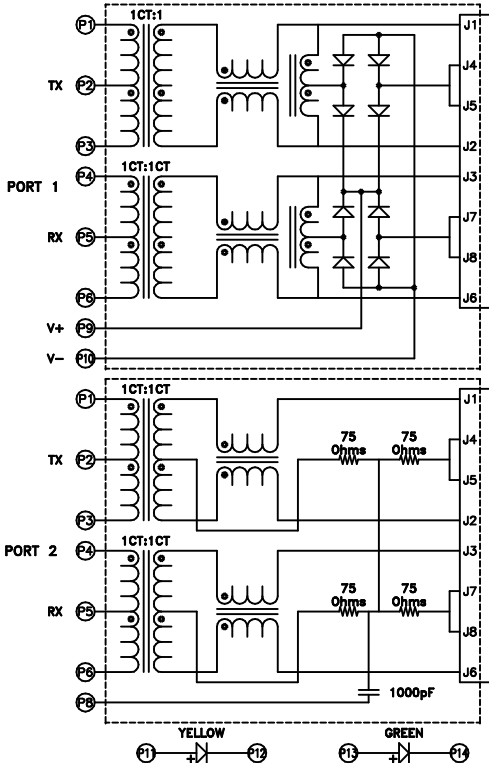 1CT:1
P1
J1
J4
TX
P2
J5
P3
J2
1CT:1CT
P4
J3
PORT 1
J7
RX
P5
J8
P6
J6
V+
P9
V-
P10
1CT:1CT
P1
J1
75
Ohms
75
Ohms
J4
TX
P2
J5
P3
J2
1CT:1CT
PORT 2
P4
J3
75
Ohms
75
Ohms
J7
RX
P5
J8
P6
J6
1000pF
P8
YELLOW
GREEN
P11
+
P12
P13
+
P14